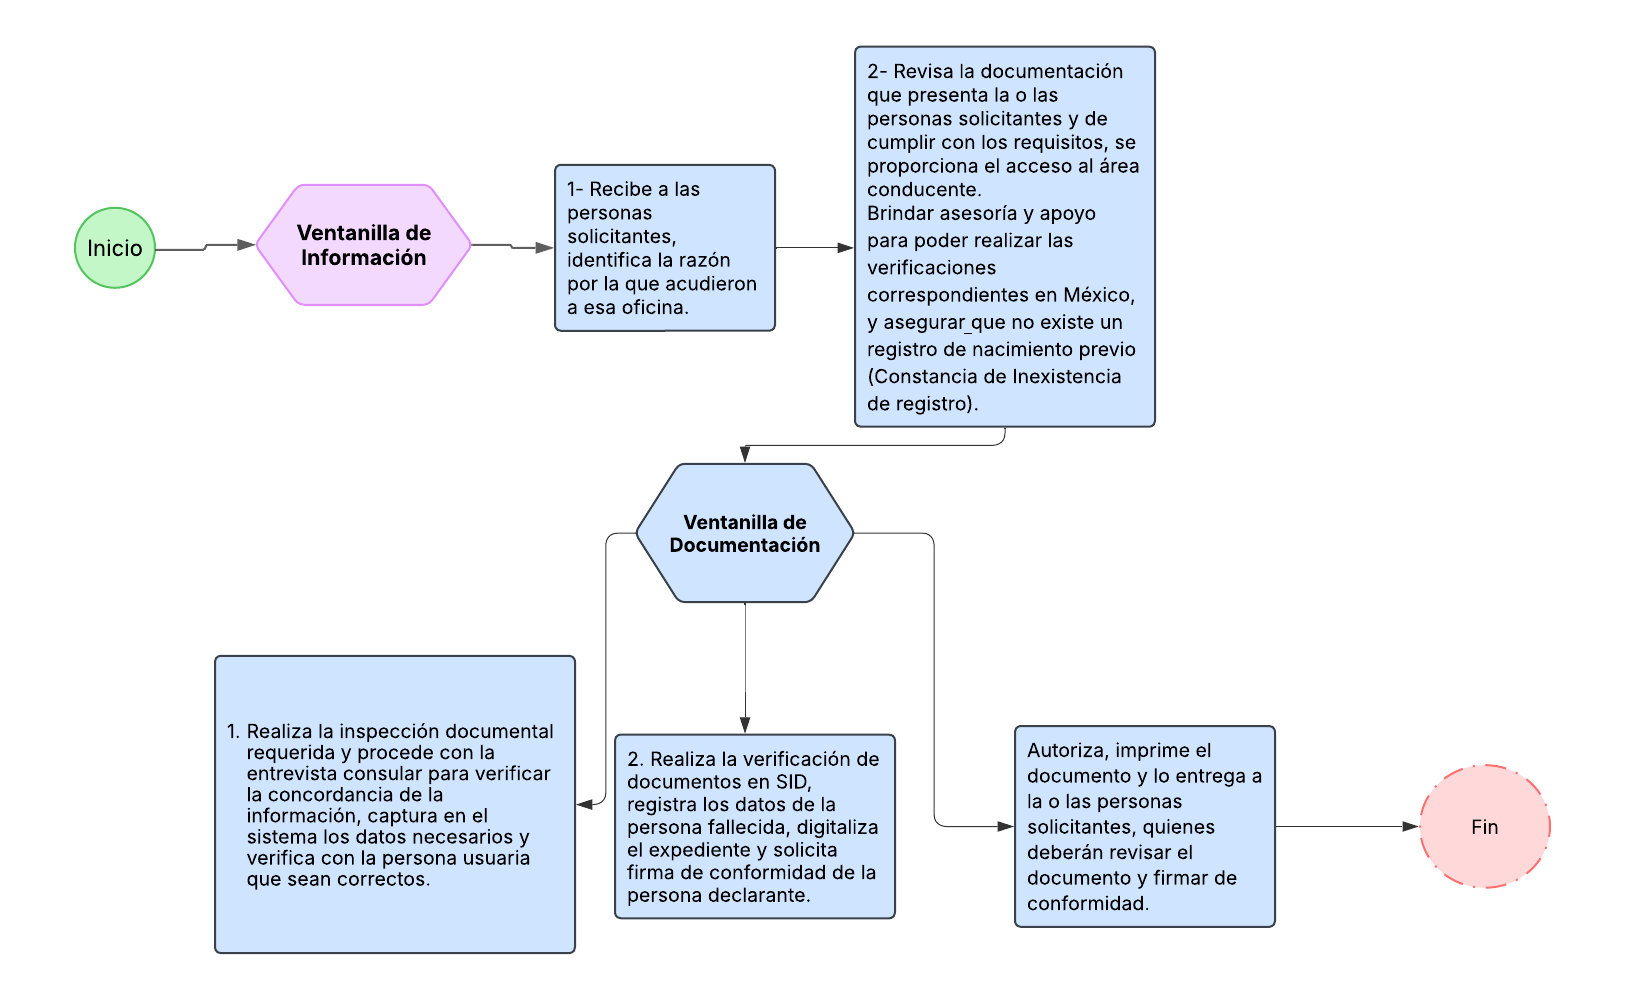 Inicio
Ventanilla de
Información
1- Recibe a las
personas
solicitantes,
identifica la razón
por la que acudieron
a esa oficina.
2- Revisa la documentación
que presenta la o las
personas solicitantes y de
cumplir con los requisitos, se
proporciona el acceso al área
conducente.
Brindar asesoría y apoyo
para poder realizar las
verificaciones
correspondientes en México,
y asegurar_que no existe un
registro de nacimiento previo
(Constancia de Inexistencia
de registro).
Ventanilla de
Documentación
1. Realiza la inspección documental
requerida y procede con la
entrevista consular para verificar
la concordancia de la
información, captura en el
sistema los datos necesarios y
verifica con la persona usuaria
que sean correctos.
2. Realiza la verificación de
documentos en SID,
registra los datos de la
persona fallecida, digitaliza
el expediente y solicita
firma de conformidad de la
persona declarante.
Autoriza, imprime el
documento y lo entrega a
la o las personas
solicitantes, quienes
deberán revisar el
documento y firmar de
conformidad.
Fin